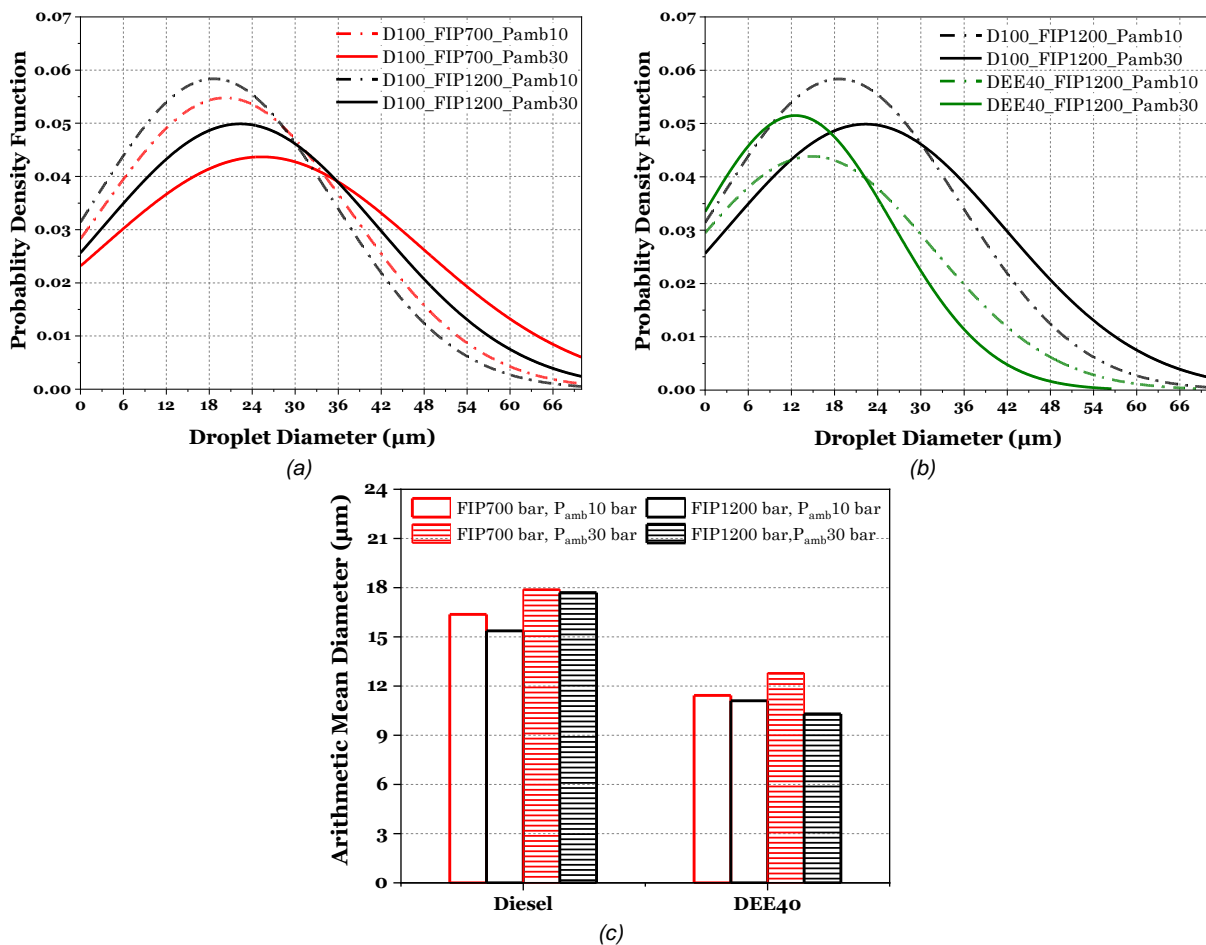 0.07
0.06
0.05
0.04
0.03
0.02
0.01
0.00
Probablity Density Function
D100_FIP700_Pamb10
D100_FIP700_Pamb30
D100_FIP1200_Pamb10
D100_FIP1200_Pamb30
0 6 12 18 24 30 36 42 48 54 60 66
Droplet Diameter (µm)
(a)
0.07
0.06
0.05
0.04
0.03
0.02
0.01
0.00
Probablity Density Function
D100_FIP1200_Pamb10
D100_FIP1200_Pamb30
DEE40_FIP1200_Pamb10
DEE40_FIP1200_Pamb30
0 6 12 18 24 30 36 42 48 54 60 66
Droplet Diameter (µm)
(b)
24
21
18
15
12
9
6
3
0
Arithmetic Mean Diameter (µm)
FIP700 bar, Pamb10 bar FIP1200 bar, Pamb10 bar
FIP700 bar, Pamb30 bar FIP1200 bar,Pamb30 bar
Diesel DEE40
(c)